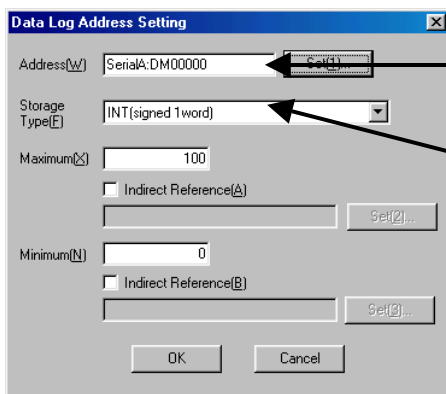 Data Log Address Setting
Address(W) SerialA:DM00000 Set(1)...
Storage
Type(F) INT(signed 1word)
Maximum(X) 100
Indirect Reference(A)
Set(2)...
Minimum(N) 0
Indirect Reference(B)
Set(3)...
OK Cancel